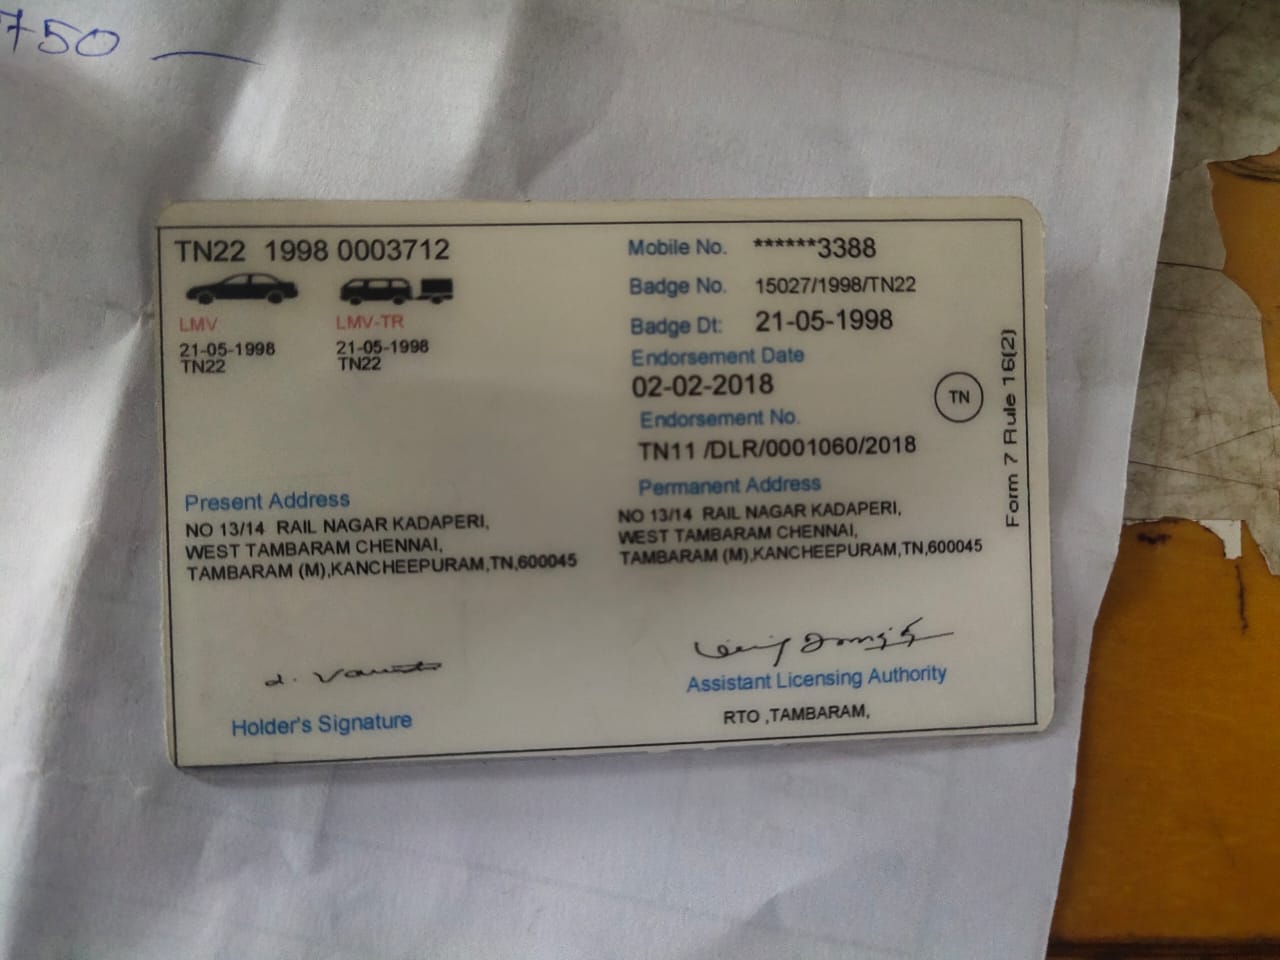 750 —
TN22 1998 0003712
LMV LMV-TR
21-05-1998 21-05-1998
TN22 TN22
Mobile No. ******3388
Badge No. 15027/1998/TN22
Badge Dt: 21-05-1998
Endorsement Date
02-02-2018
Endorsement No.
TN11 /DLR/0001060/2018
TN
Form 7 Rule 16(2)
Present Address
NO 13/14 RAIL NAGAR KADAPERI,
WEST TAMBARAM CHENNAI,
TAMBARAM (M),KANCHEEPURAM,TN,600045
Permanent Address
NO 13/14 RAIL NAGAR KADAPERI,
WEST TAMBARAM CHENNAI,
TAMBARAM (M),KANCHEEPURAM,TN,600045
Holder's Signature
Assistant Licensing Authority
RTO ,TAMBARAM,